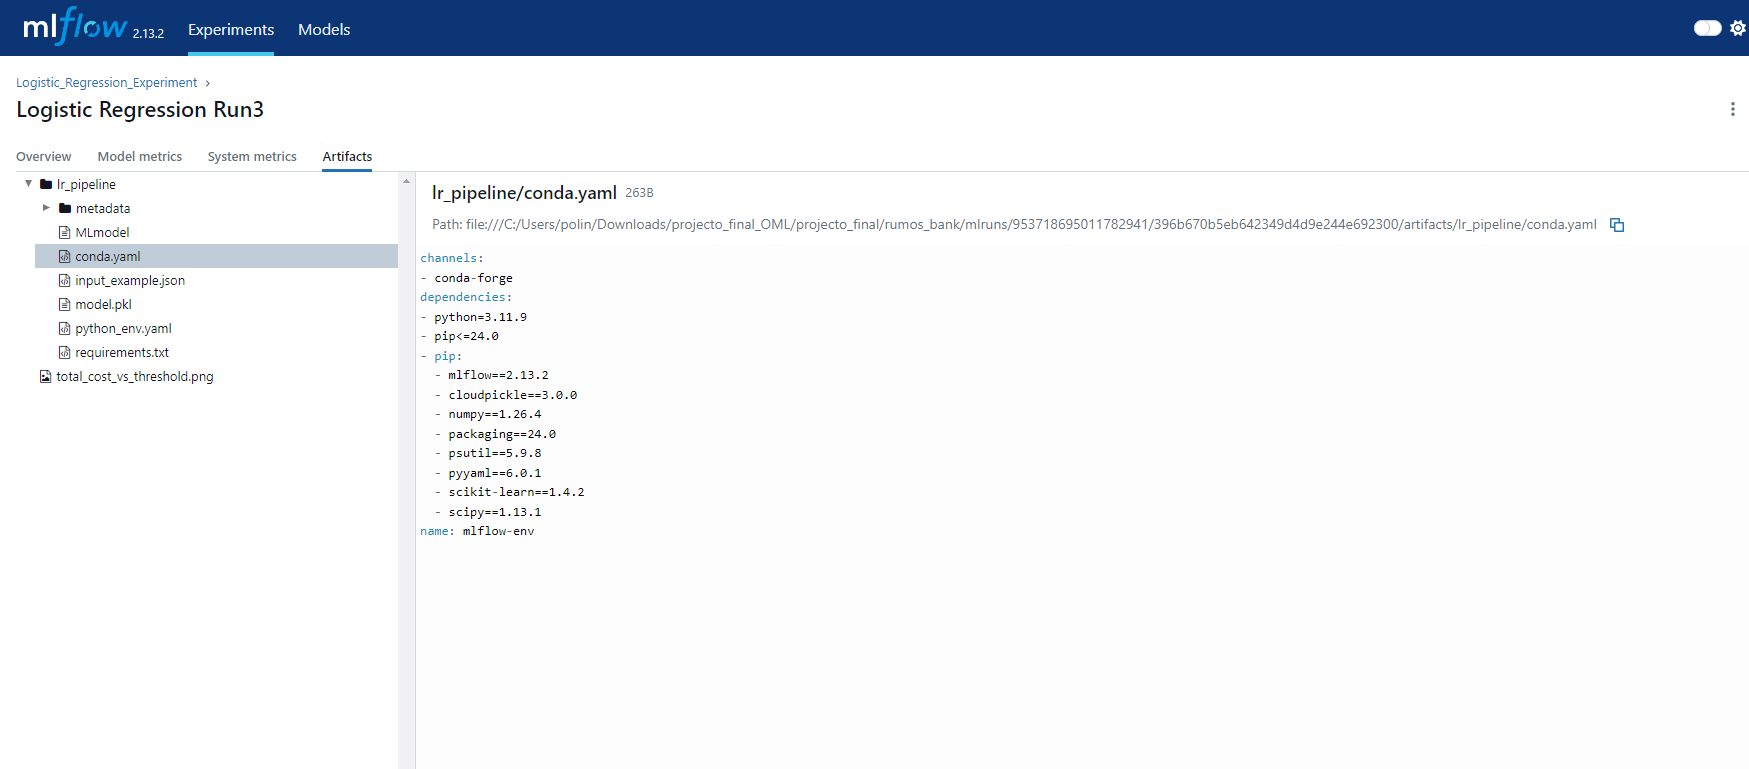 mlflow 2.13.2 Experiments Models
Logistic_Regression_Experiment ›
Logistic Regression Run3
Overview Model metrics System metrics Artifacts
lr_pipeline
metadata
MLmodel
conda.yaml
input_example.json
model.pkl
python_env.yaml
requirements.txt
total_cost_vs_threshold.png
lr_pipeline/conda.yaml 263B
Path: file:///C:/Users/polin/Downloads/projecto_final_OML/projecto_final/rumos_bank/mlruns/953718695011782941/396b670b5eb642349d4d9e244e692300/artifacts/lr_pipeline/conda.yaml
channels:
- conda-forge
dependencies:
- python=3.11.9
- pip<=24.0
- pip:
  - mlflow==2.13.2
  - cloudpickle==3.0.0
  - numpy==1.26.4
  - packaging==24.0
  - psutil==5.9.8
  - pyyaml==6.0.1
  - scikit-learn==1.4.2
  - scipy==1.13.1
name: mlflow-env